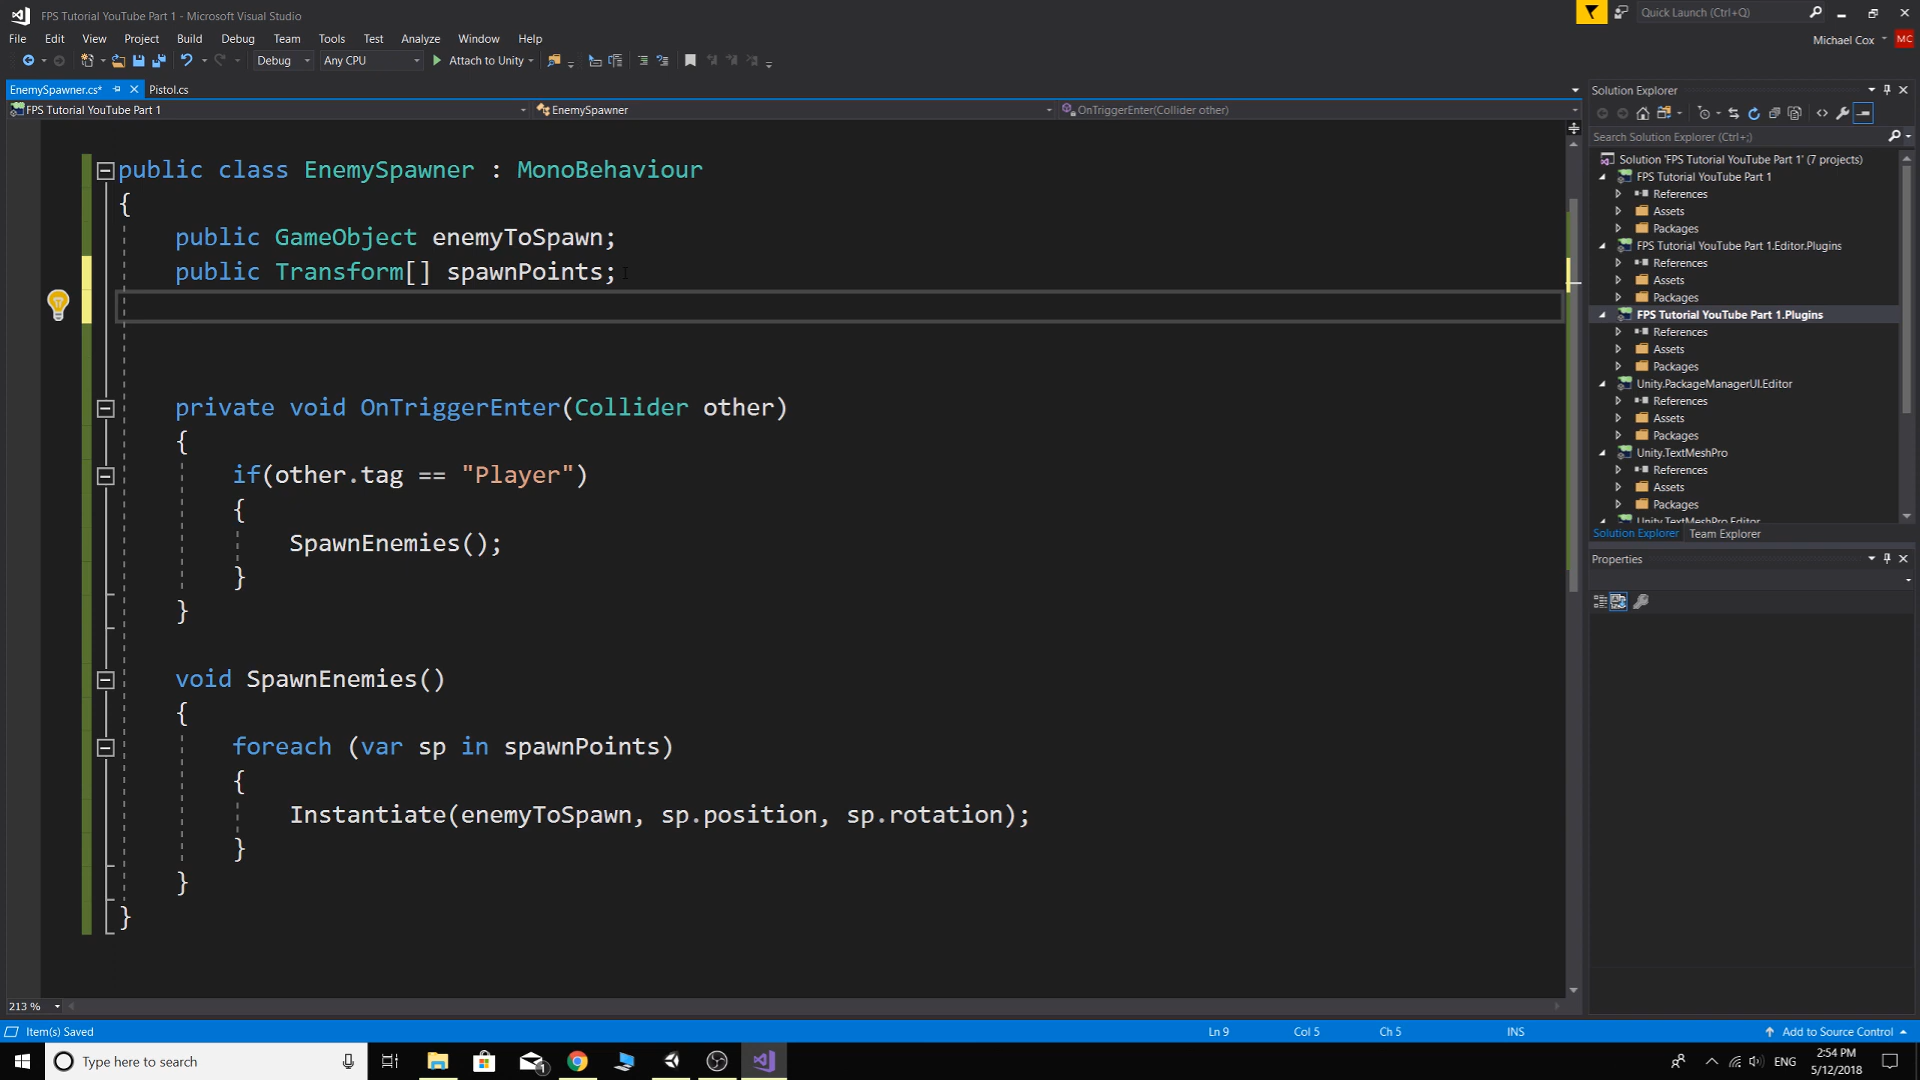 FPS Tutorial YouTube Part 1 - Microsoft Visual Studio
Quick Launch (Ctrl+Q)
File Edit View Project Build Debug Team Tools Test Analyze Window Help
Michael Cox MC
Debug Any CPU Attach to Unity
EnemySpawner.cs* Pistol.cs
FPS Tutorial YouTube Part 1 EnemySpawner OnTriggerEnter(Collider other)
public class EnemySpawner : MonoBehaviour
{
public GameObject enemyToSpawn;
public Transform[] spawnPoints;
private void OnTriggerEnter(Collider other)
{
if(other.tag == "Player")
{
SpawnEnemies();
}
}
void SpawnEnemies()
{
foreach (var sp in spawnPoints)
{
Instantiate(enemyToSpawn, sp.position, sp.rotation);
}
}
}
213 %
Solution Explorer
Search Solution Explorer (Ctrl+;)
Solution 'FPS Tutorial YouTube Part 1' (7 projects)
FPS Tutorial YouTube Part 1
References
Assets
Packages
FPS Tutorial YouTube Part 1.Editor.Plugins
References
Assets
Packages
FPS Tutorial YouTube Part 1.Plugins
References
Assets
Packages
Unity.PackageManagerUI.Editor
References
Assets
Packages
Unity.TextMeshPro
References
Assets
Packages
Unity.TextMeshPro.Editor
Solution Explorer Team Explorer
Properties
Item(s) Saved Ln 9 Col 5 Ch 5 INS Add to Source Control
Type here to search
1
ENG
2:54 PM
5/12/2018